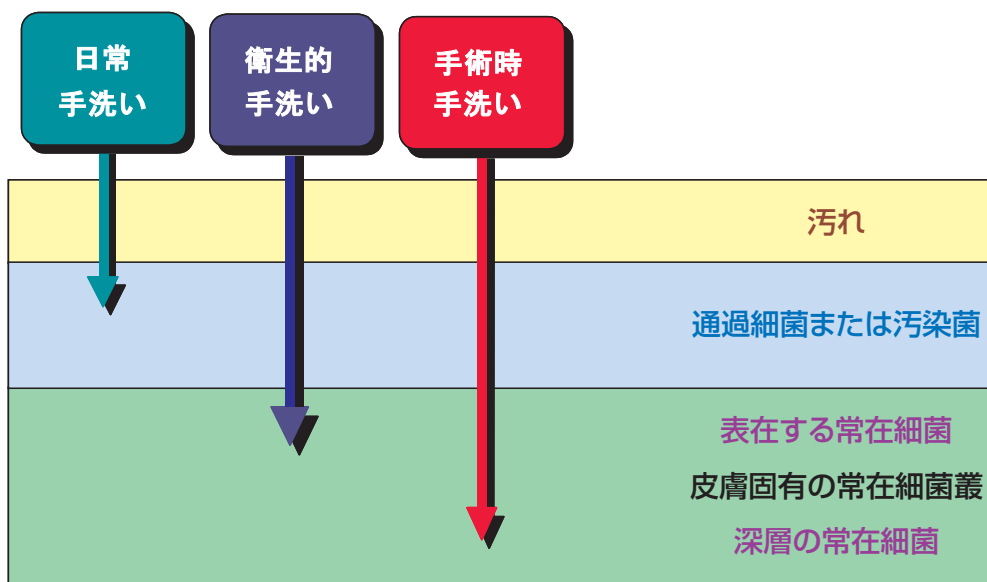 日常
手洗い
衛生的
手洗い
手術時
手洗い
汚れ
通過細菌または汚染菌
表在する常在細菌
皮膚固有の常在細菌叢
深層の常在細菌